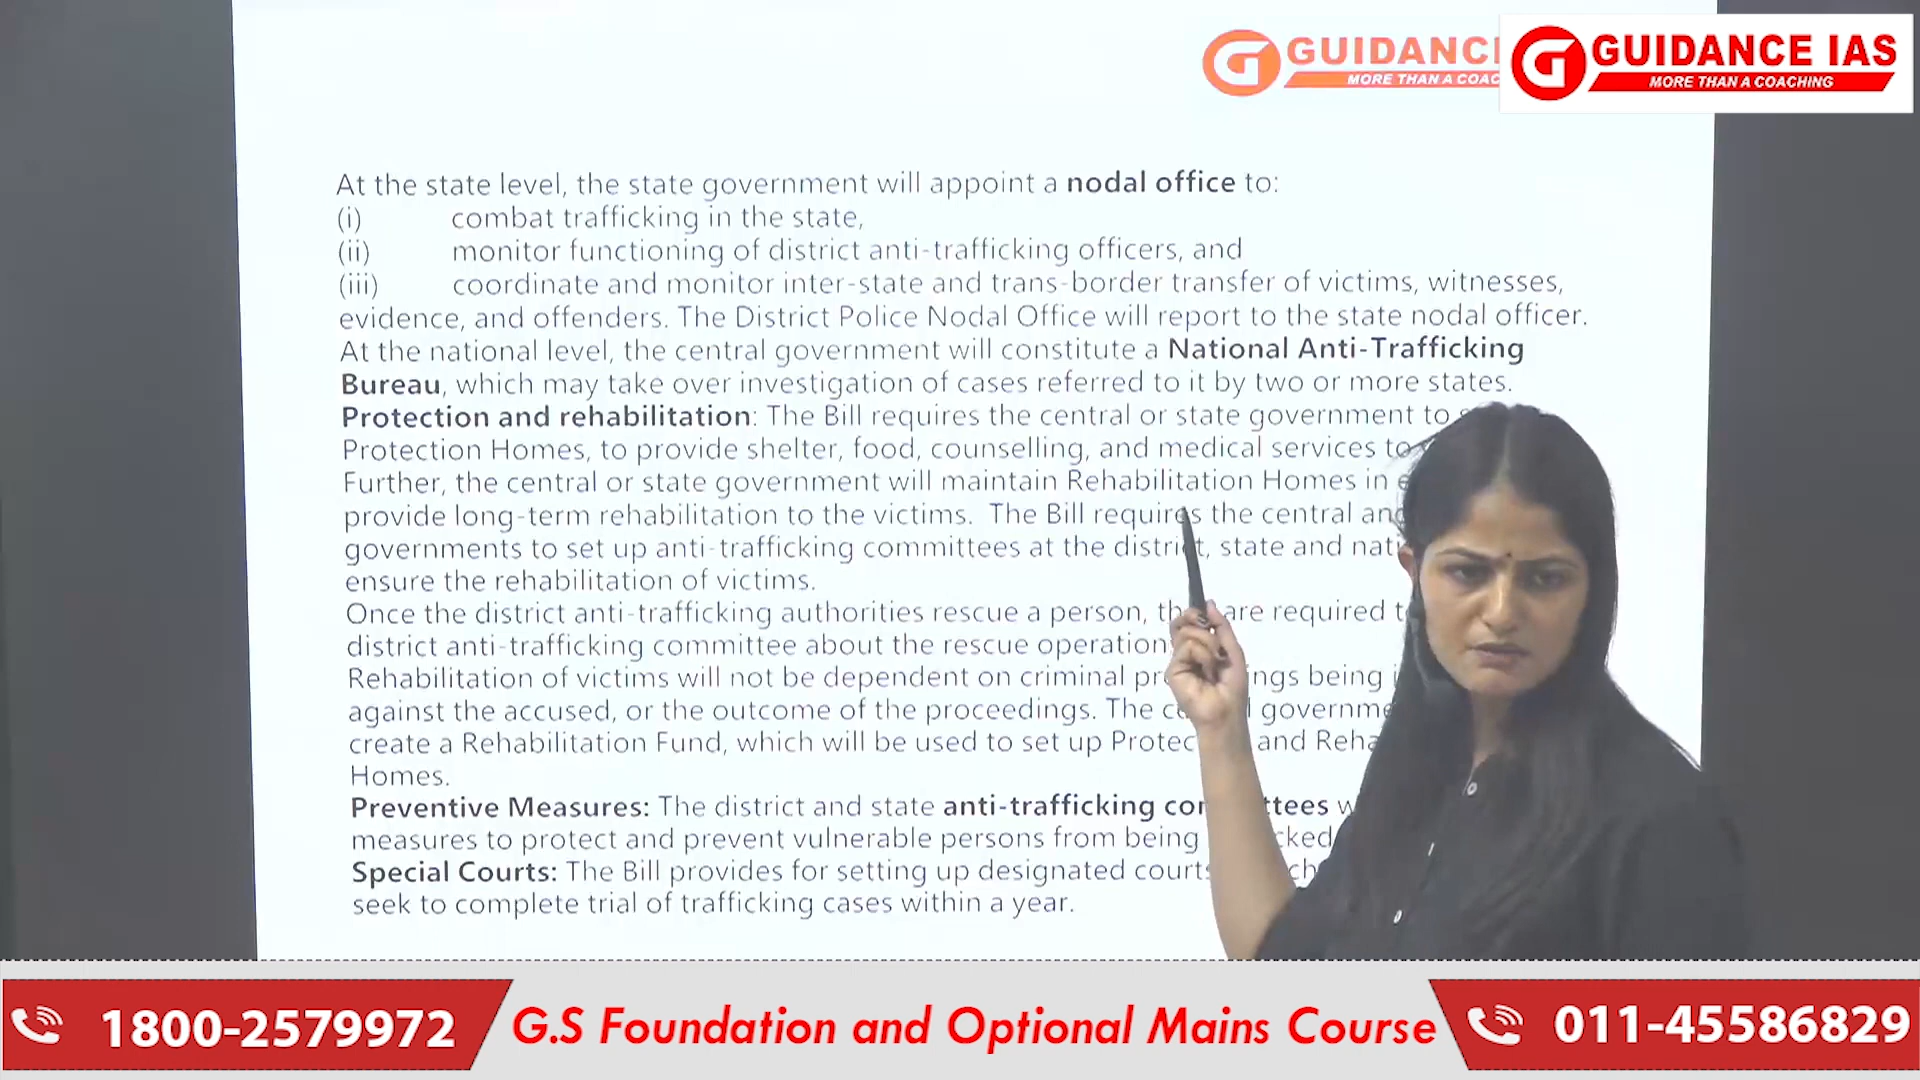 GUIDANCE
MORE THAN A COAC
GUIDANCE IAS
MORE THAN A COACHING
At the state level, the state government will appoint a nodal office to:
(i) combat trafficking in the state,
(ii) monitor functioning of district anti-trafficking officers, and
(iii) coordinate and monitor inter-state and trans-border transfer of victims, witnesses,
evidence, and offenders. The District Police Nodal Office will report to the state nodal officer.
At the national level, the central government will constitute a National Anti-Trafficking
Bureau, which may take over investigation of cases referred to it by two or more states.
Protection and rehabilitation: The Bill requires the central or state government to
Protection Homes, to provide shelter, food, counselling, and medical services to
Further, the central or state government will maintain Rehabilitation Homes in
provide long-term rehabilitation to the victims. The Bill requires the central and
governments to set up anti-trafficking committees at the district, state and nati
ensure the rehabilitation of victims.
Once the district anti-trafficking authorities rescue a person, are required
district anti-trafficking committee about the rescue operation
Rehabilitation of victims will not be dependent on criminal being
against the accused, or the outcome of the proceedings. The governme
create a Rehabilitation Fund, which will be used to set up Protec and Reha
Homes.
Preventive Measures: The district and state anti-trafficking
measures to protect and prevent vulnerable persons from being
Special Courts: The Bill provides for setting up designated courts
seek to complete trial of trafficking cases within a year.
1800-2579972
G.S Foundation and Optional Mains Course
011-45586829